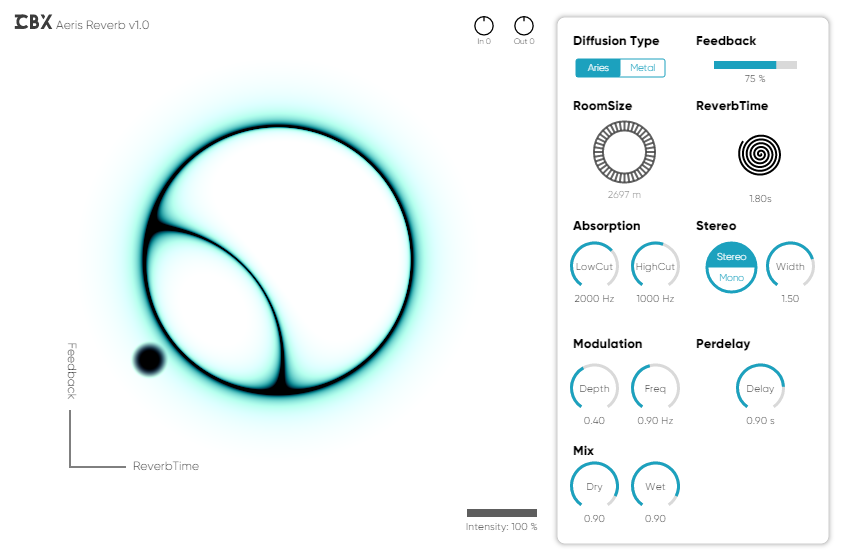 CBX Aeris Reverb v1.0
In 0
Out 0
Feedback
ReverbTime
Intensity: 100 %
Diffusion Type
Aries
Metal
Feedback
75 %
RoomSize
2697 m
ReverbTime
1.80s
Absorption
LowCut
HighCut
2000 Hz
1000 Hz
Stereo
Stereo
Mono
Width
1.50
Modulation
Depth
Freq
0.40
0.90 Hz
Perdelay
Delay
0.90 s
Mix
Dry
Wet
0.90
0.90